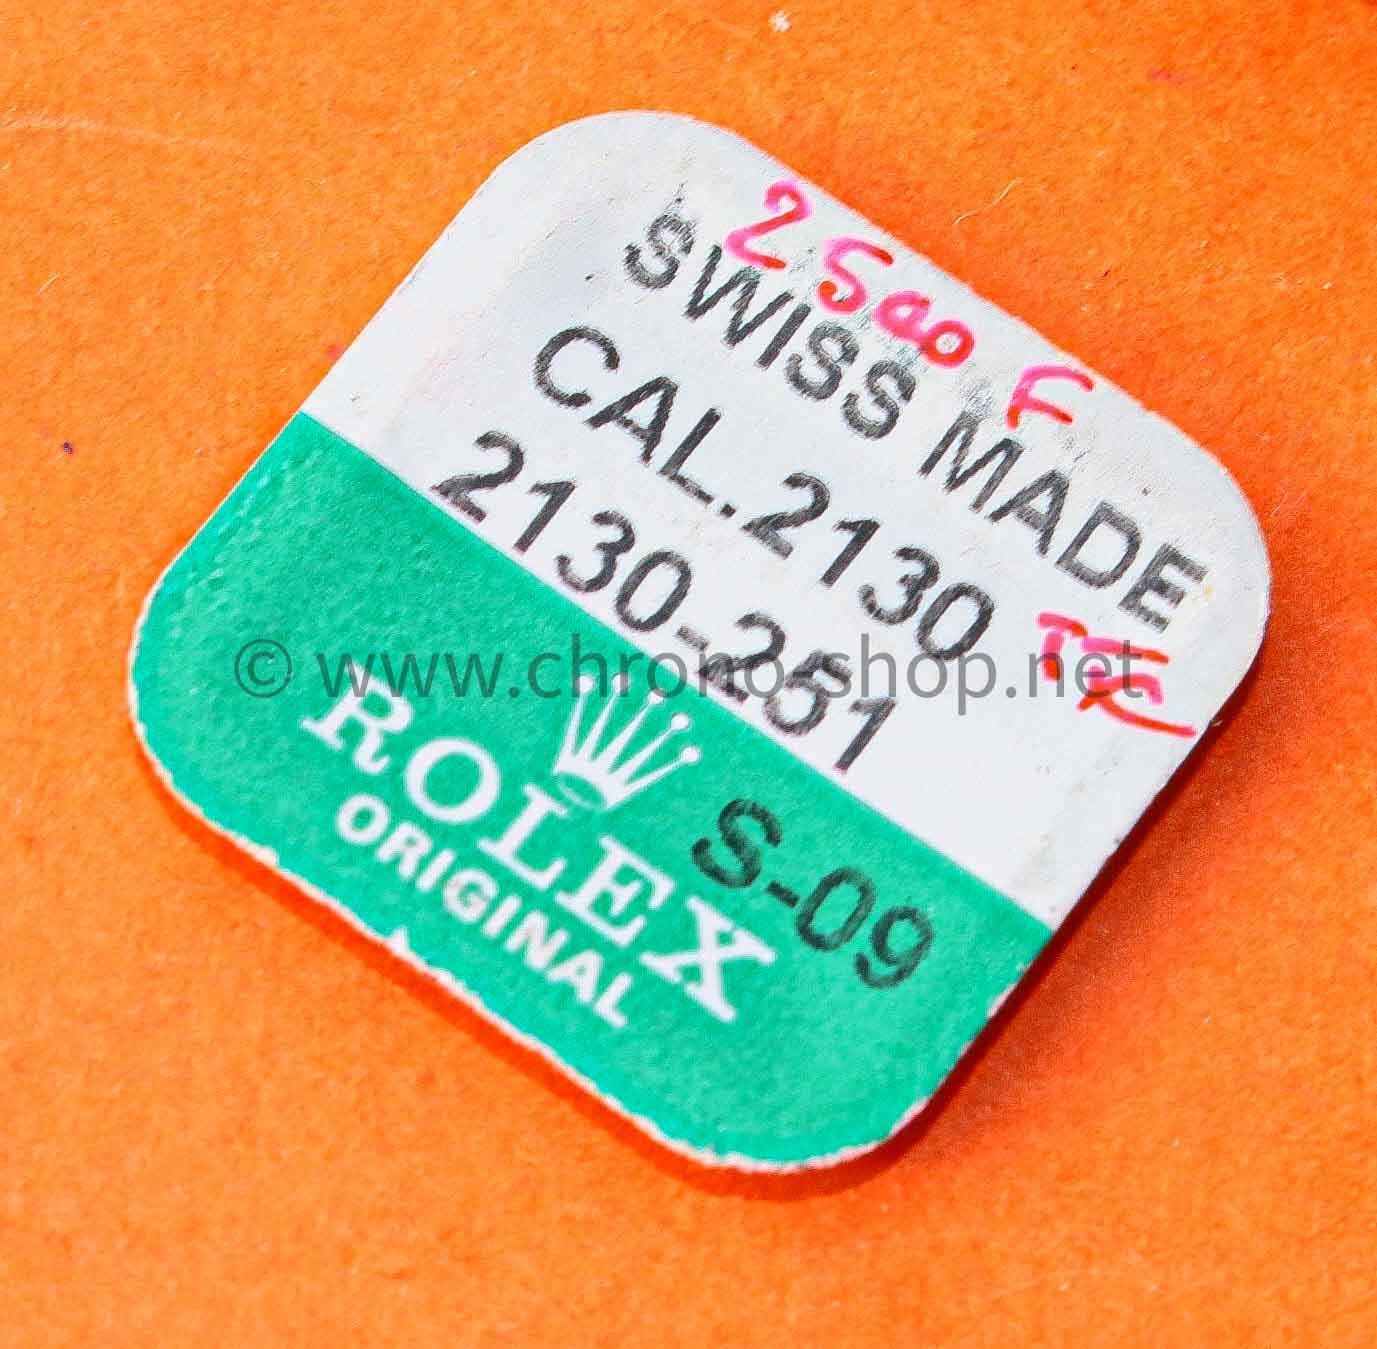 2500 F
SWISS MADE
CAL.2130
2130-251
© www.chrono-shop.net
S-09
ROLEX
ORIGINAL